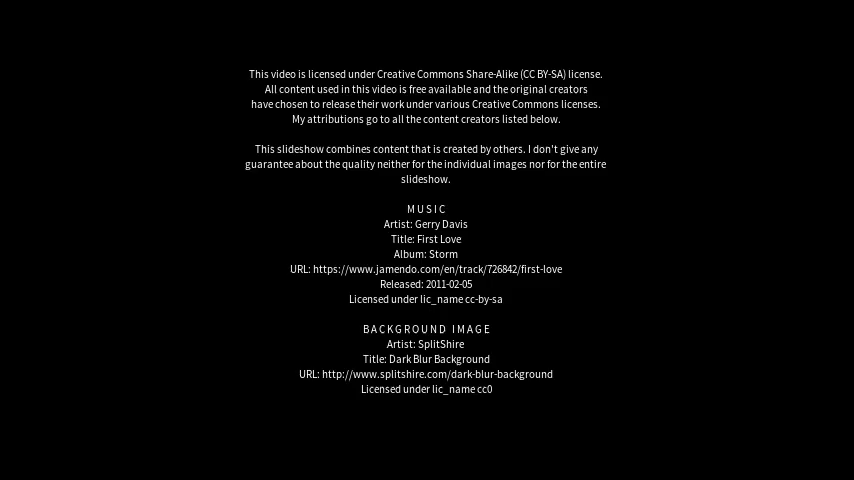 This video is licensed under Creative Commons Share-Alike (CC BY-SA) license.
All content used in this video is free available and the original creators
have chosen to release their work under various Creative Commons licenses.
My attributions go to all the content creators listed below.
This slideshow combines content that is created by others. I don't give any
guarantee about the quality neither for the individual images nor for the entire
slideshow.
MUSIC
Artist: Gerry Davis
Title: First Love
Album: Storm
URL: https://www.jamendo.com/en/track/726842/first-love
Released: 2011-02-05
Licensed under lic_name cc-by-sa
BACKGROUND IMAGE
Artist: SplitShire
Title: Dark Blur Background
URL: http://www.splitshire.com/dark-blur-background
Licensed under lic_name cc0